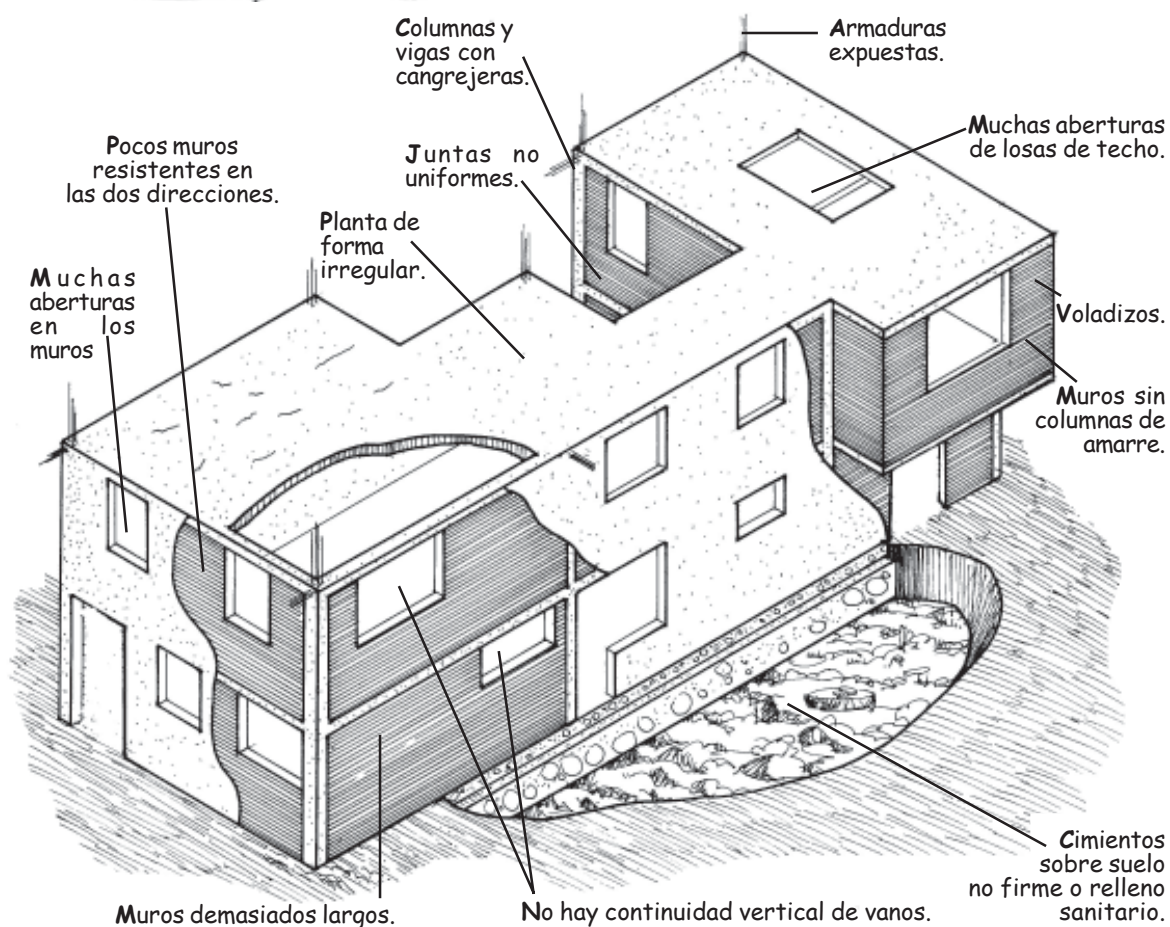 Columnas y
vigas con
cangrejeras.
Armaduras
expuestas.
Muchas aberturas
de losas de techo.
Pocos muros
resistentes en
las dos direcciones.
Juntas no
uniformes.
Planta de
forma
irregular.
Muchas
aberturas
en los
muros
Voladizos.
Muros sin
columnas de
amarre.
Cimientos
sobre suelo
no firme o relleno
sanitario.
Muros demasiados largos.
No hay continuidad vertical de vanos.